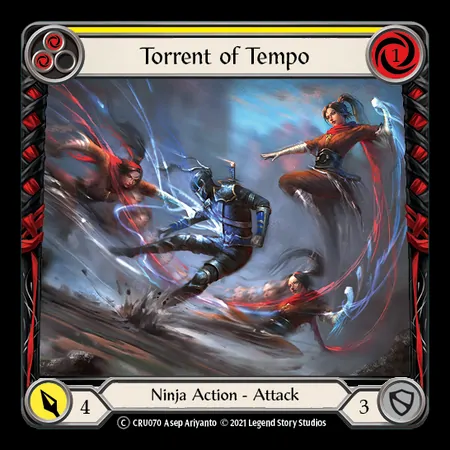 Torrent of Tempo
1
4
Ninja Action - Attack
3
C CRU070 Asep Ariyanto © 2021 Legend Story Studios